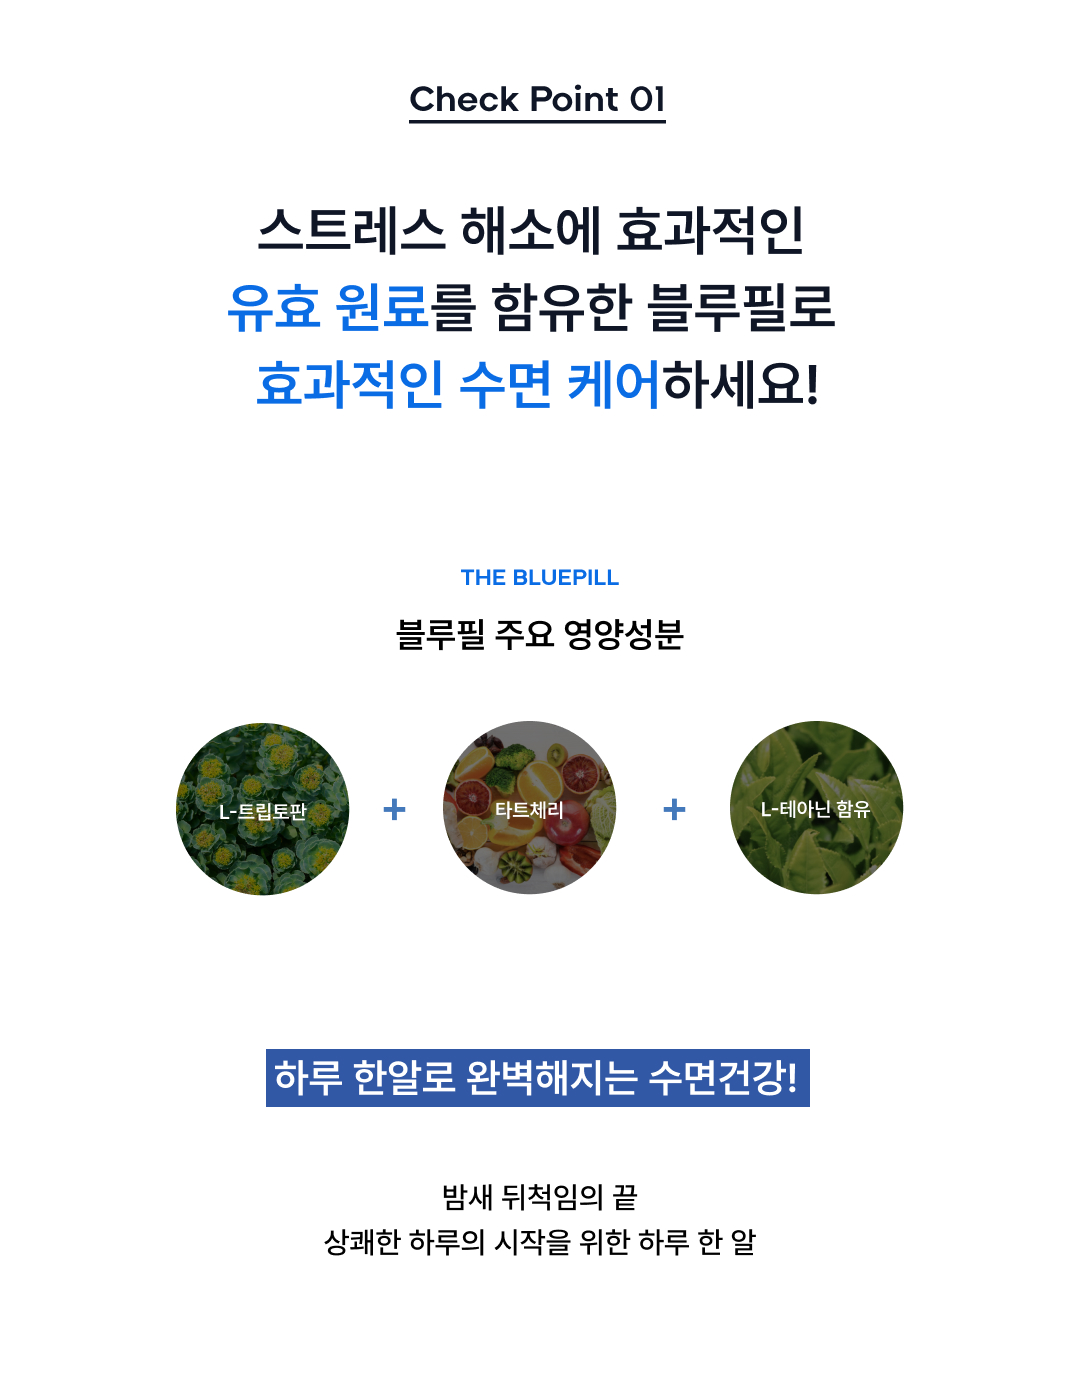 Check Point 01
스트레스 해소에 효과적인
유효 원료를 함유한 블루필로
효과적인 수면 케어하세요!
THE BLUEPILL
블루필 주요 영양성분
L-트립토판
+
타트체리
+
L-테아닌 함유
하루 한알로 완벽해지는 수면건강!
밤새 뒤척임의 끝
상쾌한 하루의 시작을 위한 하루 한 알